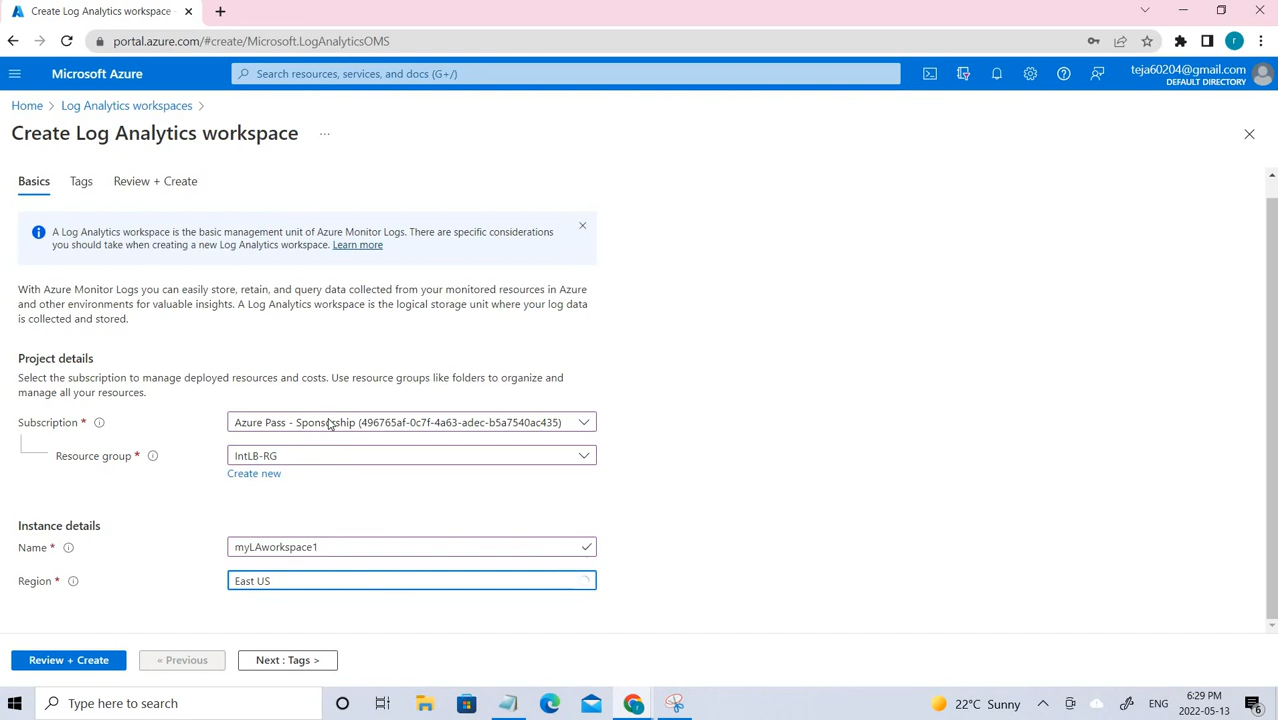 Create Log Analytics workspace
portal.azure.com/#create/Microsoft.LogAnalyticsOMS
r
Microsoft Azure
Search resources, services, and docs (G+/)
teja60204@gmail.com
DEFAULT DIRECTORY
Home > Log Analytics workspaces >
Create Log Analytics workspace ...
Basics Tags Review + Create
A Log Analytics workspace is the basic management unit of Azure Monitor Logs. There are specific considerations
you should take when creating a new Log Analytics workspace. Learn more
With Azure Monitor Logs you can easily store, retain, and query data collected from your monitored resources in Azure
and other environments for valuable insights. A Log Analytics workspace is the logical storage unit where your log data
is collected and stored.
Project details
Select the subscription to manage deployed resources and costs. Use resource groups like folders to organize and
manage all your resources.
Subscription * Azure Pass - Sponsorship (496765af-0c7f-4a63-adec-b5a7540ac435)
Resource group * IntLB-RG
Create new
Instance details
Name * myLAworkspace1
Region * East US
Review + Create « Previous Next : Tags >
Type here to search
22°C Sunny
ENG
6:29 PM
2022-05-13
6